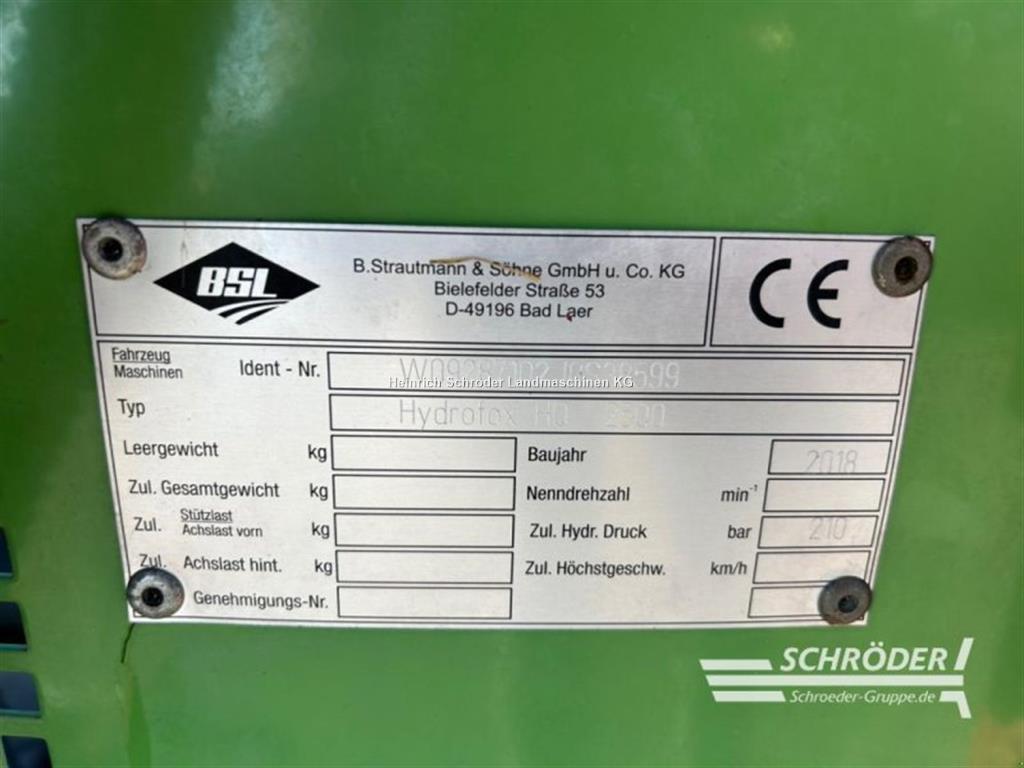 BSL
B.Strautmann & Söhne GmbH u. Co. KG
Bielefelder Straße 53
D-49196 Bad Laer
CE
Fahrzeug
Maschinen
Ident - Nr.
Heinrich Schröder Landmaschinen KG
Typ
Hydrofox HQ 2500
Leergewicht kg
Baujahr 2018
Zul. Gesamtgewicht kg
Nenndrehzahl min⁻¹
Zul. Stützlast
Achslast vorn kg
Zul. Hydr. Druck bar 210
Zul. Achslast hint. kg
Zul. Höchstgeschw. km/h
Genehmigungs-Nr.
SCHRÖDER
Schroeder-Gruppe.de